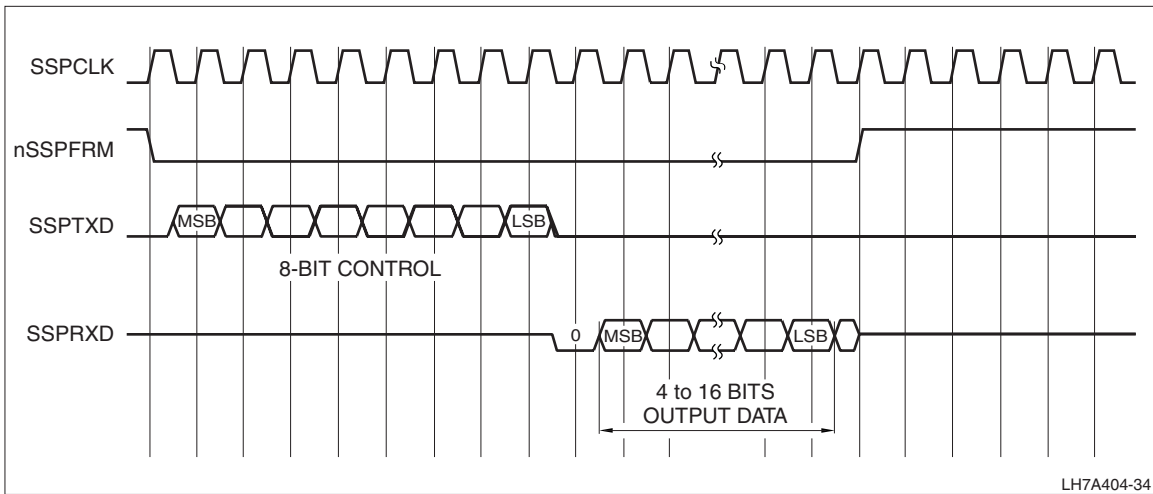 SSPCLK
nSSPFRM
SSPTXD
MSB
LSB
8-BIT CONTROL
SSPRXD
0
MSB
LSB
4 to 16 BITS
OUTPUT DATA
LH7A404-34